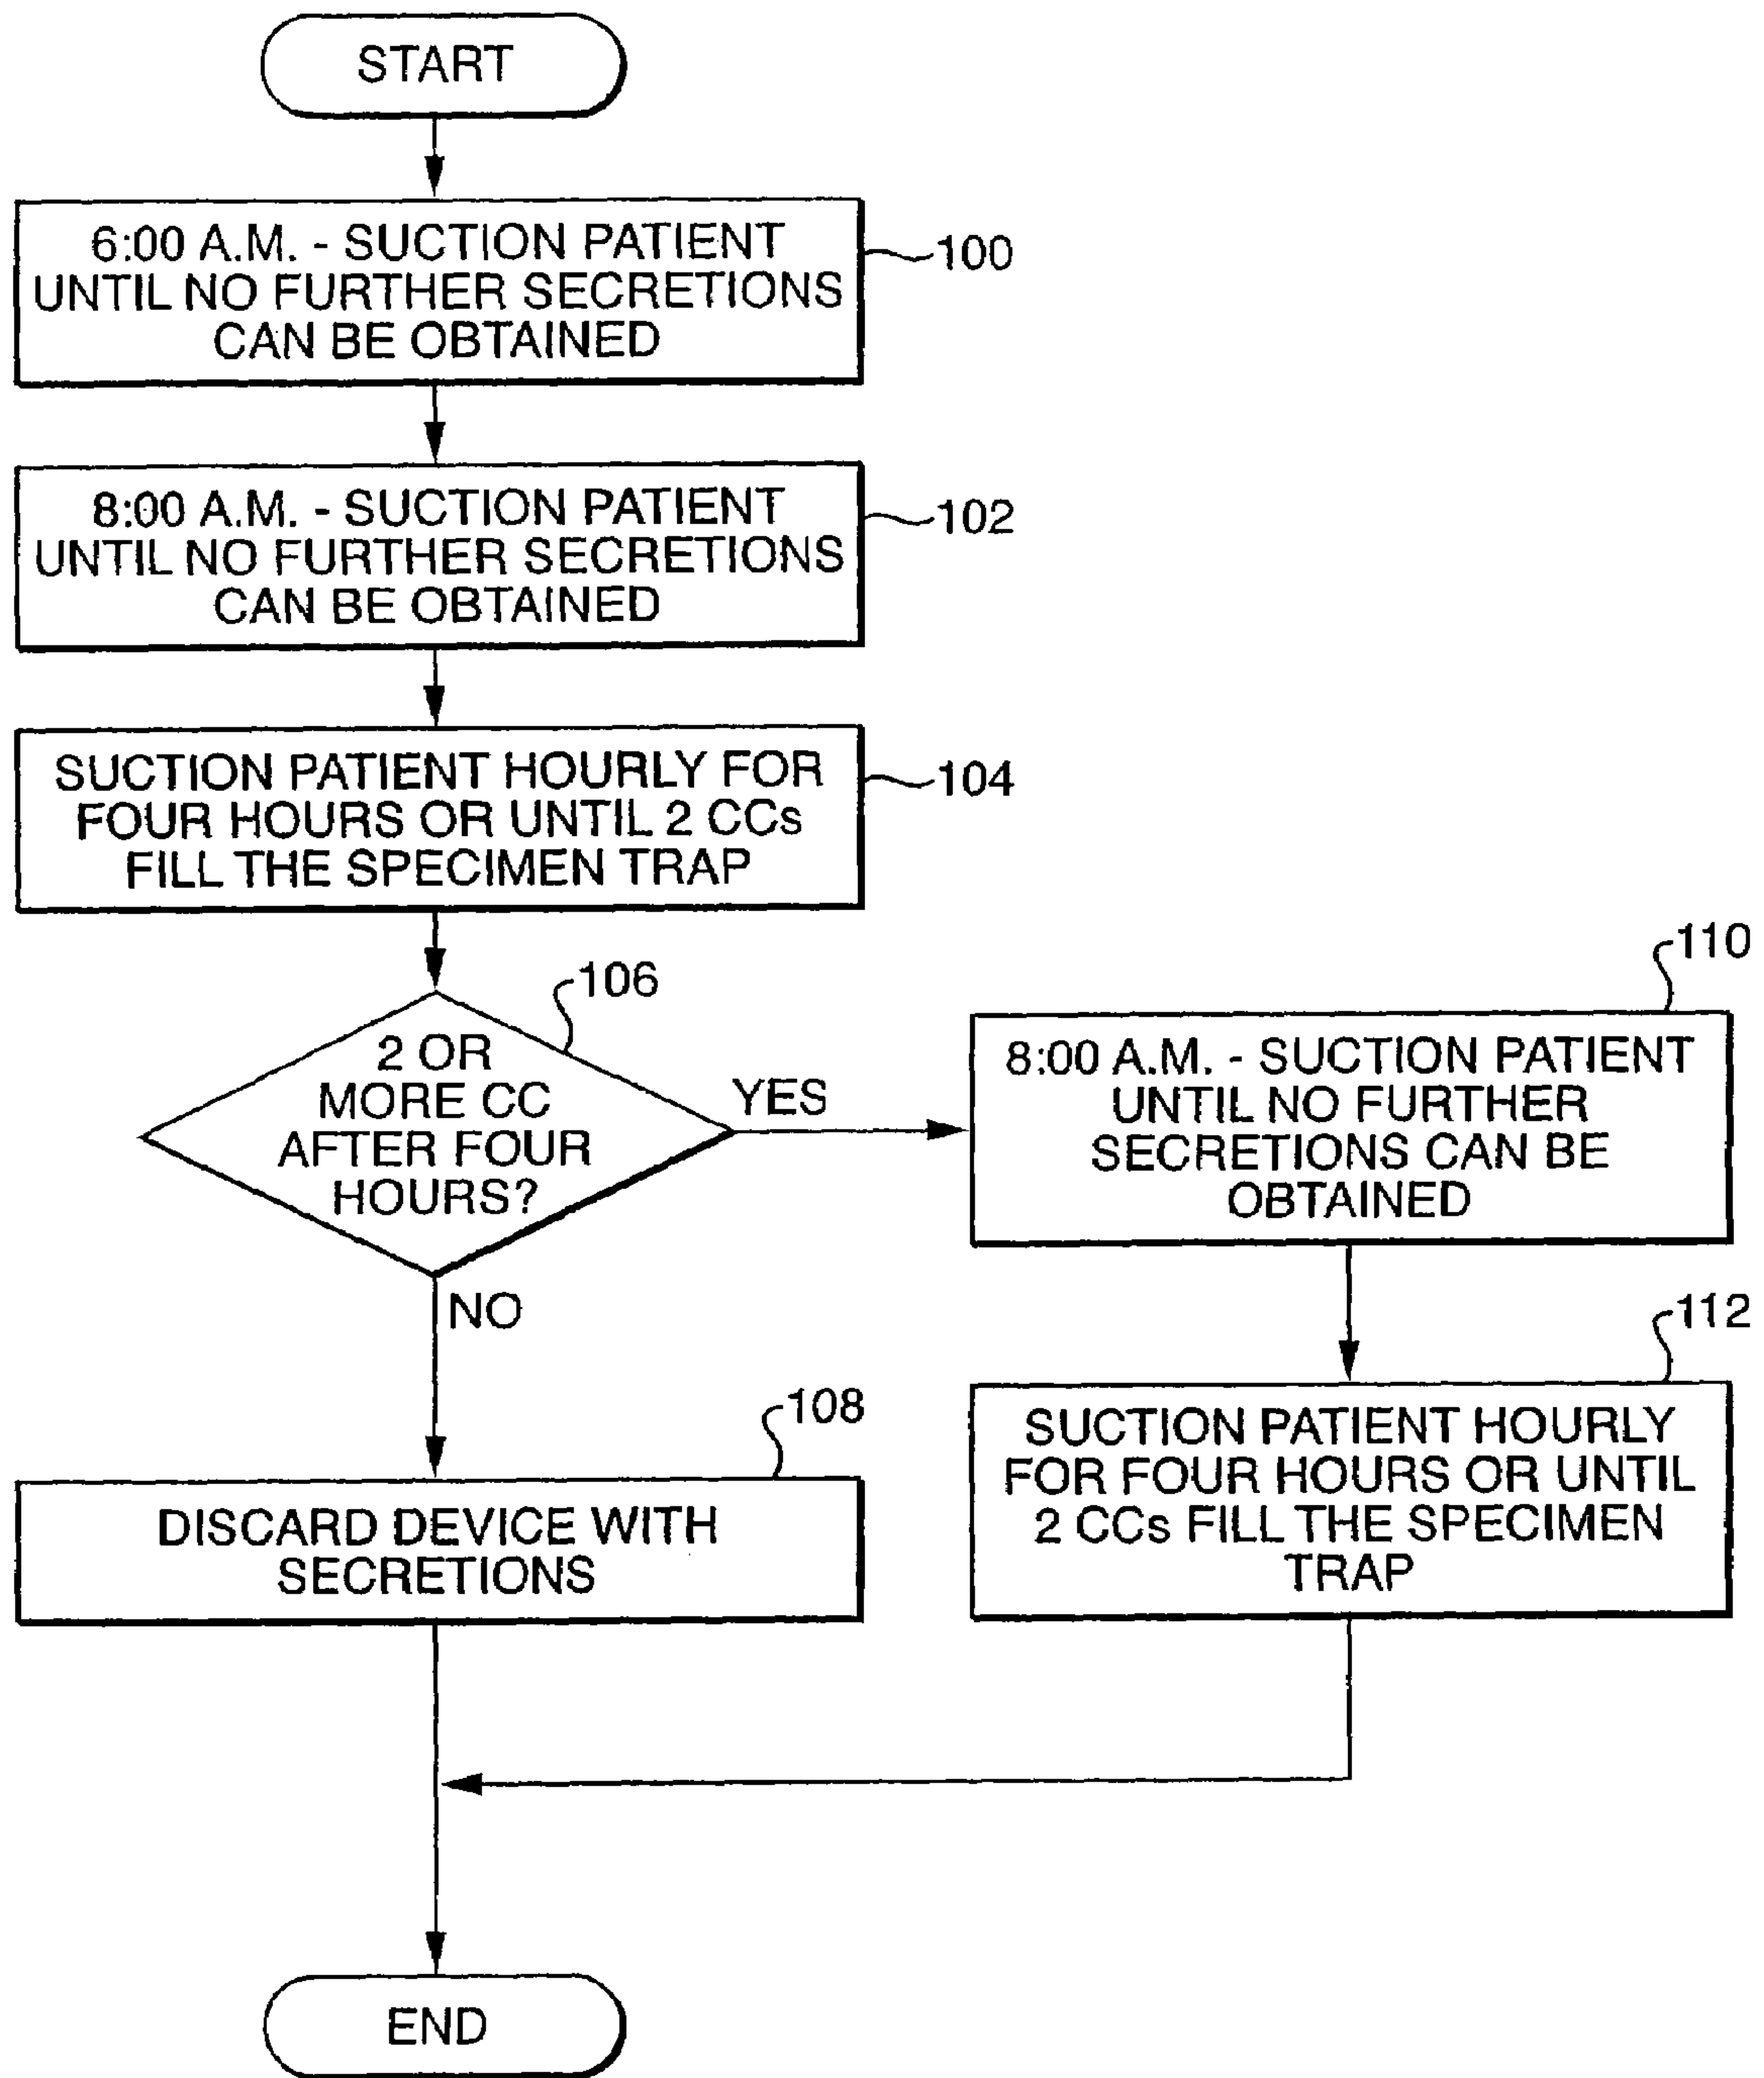 START
6:00 A.M. - SUCTION PATIENT
UNTIL NO FURTHER SECRETIONS
CAN BE OBTAINED
100
8:00 A.M. - SUCTION PATIENT
UNTIL NO FURTHER SECRETIONS
CAN BE OBTAINED
102
SUCTION PATIENT HOURLY FOR
FOUR HOURS OR UNTIL 2 CCs
FILL THE SPECIMEN TRAP
104
2 OR
MORE CC
AFTER FOUR
HOURS?
106
YES
NO
110
8:00 A.M. - SUCTION PATIENT
UNTIL NO FURTHER
SECRETIONS CAN BE
OBTAINED
112
SUCTION PATIENT HOURLY
FOR FOUR HOURS OR UNTIL
2 CCs FILL THE SPECIMEN
TRAP
108
DISCARD DEVICE WITH
SECRETIONS
END